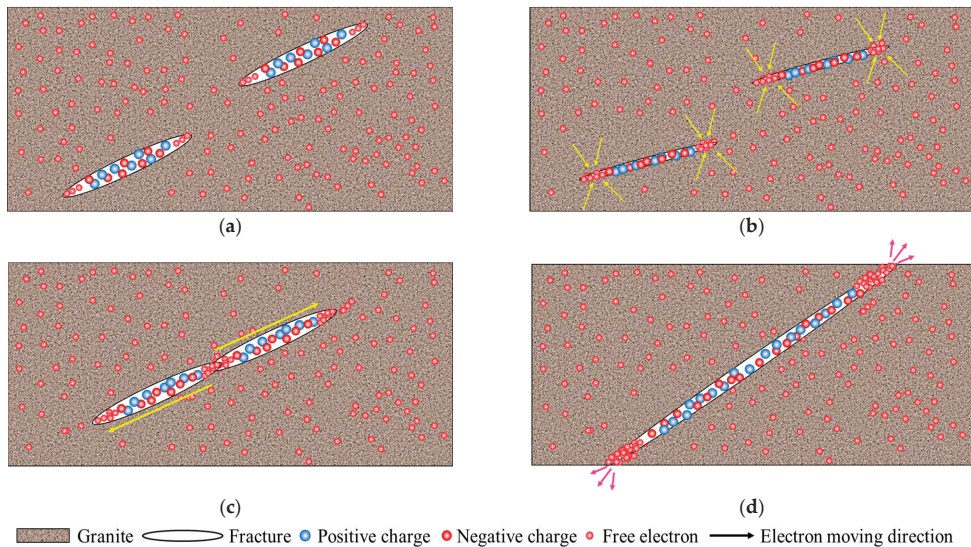 (a)
(b)
(c)
(d)
Granite Fracture Positive charge Negative charge Free electron Electron moving direction